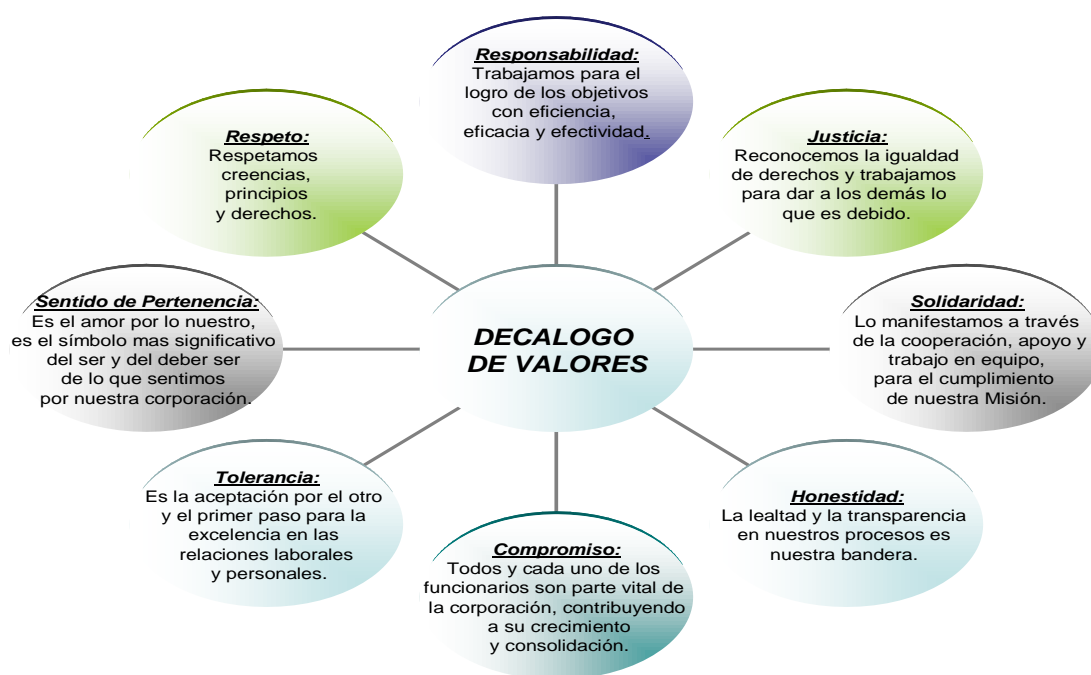 Responsabilidad:
Trabajamos para el
logro de los objetivos
con eficiencia,
eficacia y efectividad.
Respeto:
Respetamos
creencias,
principios
y derechos.
Justicia:
Reconocemos la igualdad
de derechos y trabajamos
para dar a los demás lo
que es debido.
Sentido de Pertenencia:
Es el amor por lo nuestro,
es el símbolo mas significativo
del ser y del deber ser
de lo que sentimos
por nuestra corporación.
DECALOGO
DE VALORES
Solidaridad:
Lo manifestamos a través
de la cooperación, apoyo y
trabajo en equipo,
para el cumplimiento
de nuestra Misión.
Tolerancia:
Es la aceptación por el otro
y el primer paso para la
excelencia en las
relaciones laborales
y personales.
Honestidad:
La lealtad y la transparencia
en nuestros procesos es
nuestra bandera.
Compromiso:
Todos y cada uno de los
funcionarios son parte vital de
la corporación, contribuyendo
a su crecimiento
y consolidación.